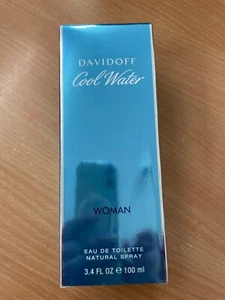 DAVIDOFF
Cool Water
WOMAN
EAU DE TOILETTE
NATURAL SPRAY
3.4 FL OZ ℮ 100 ml